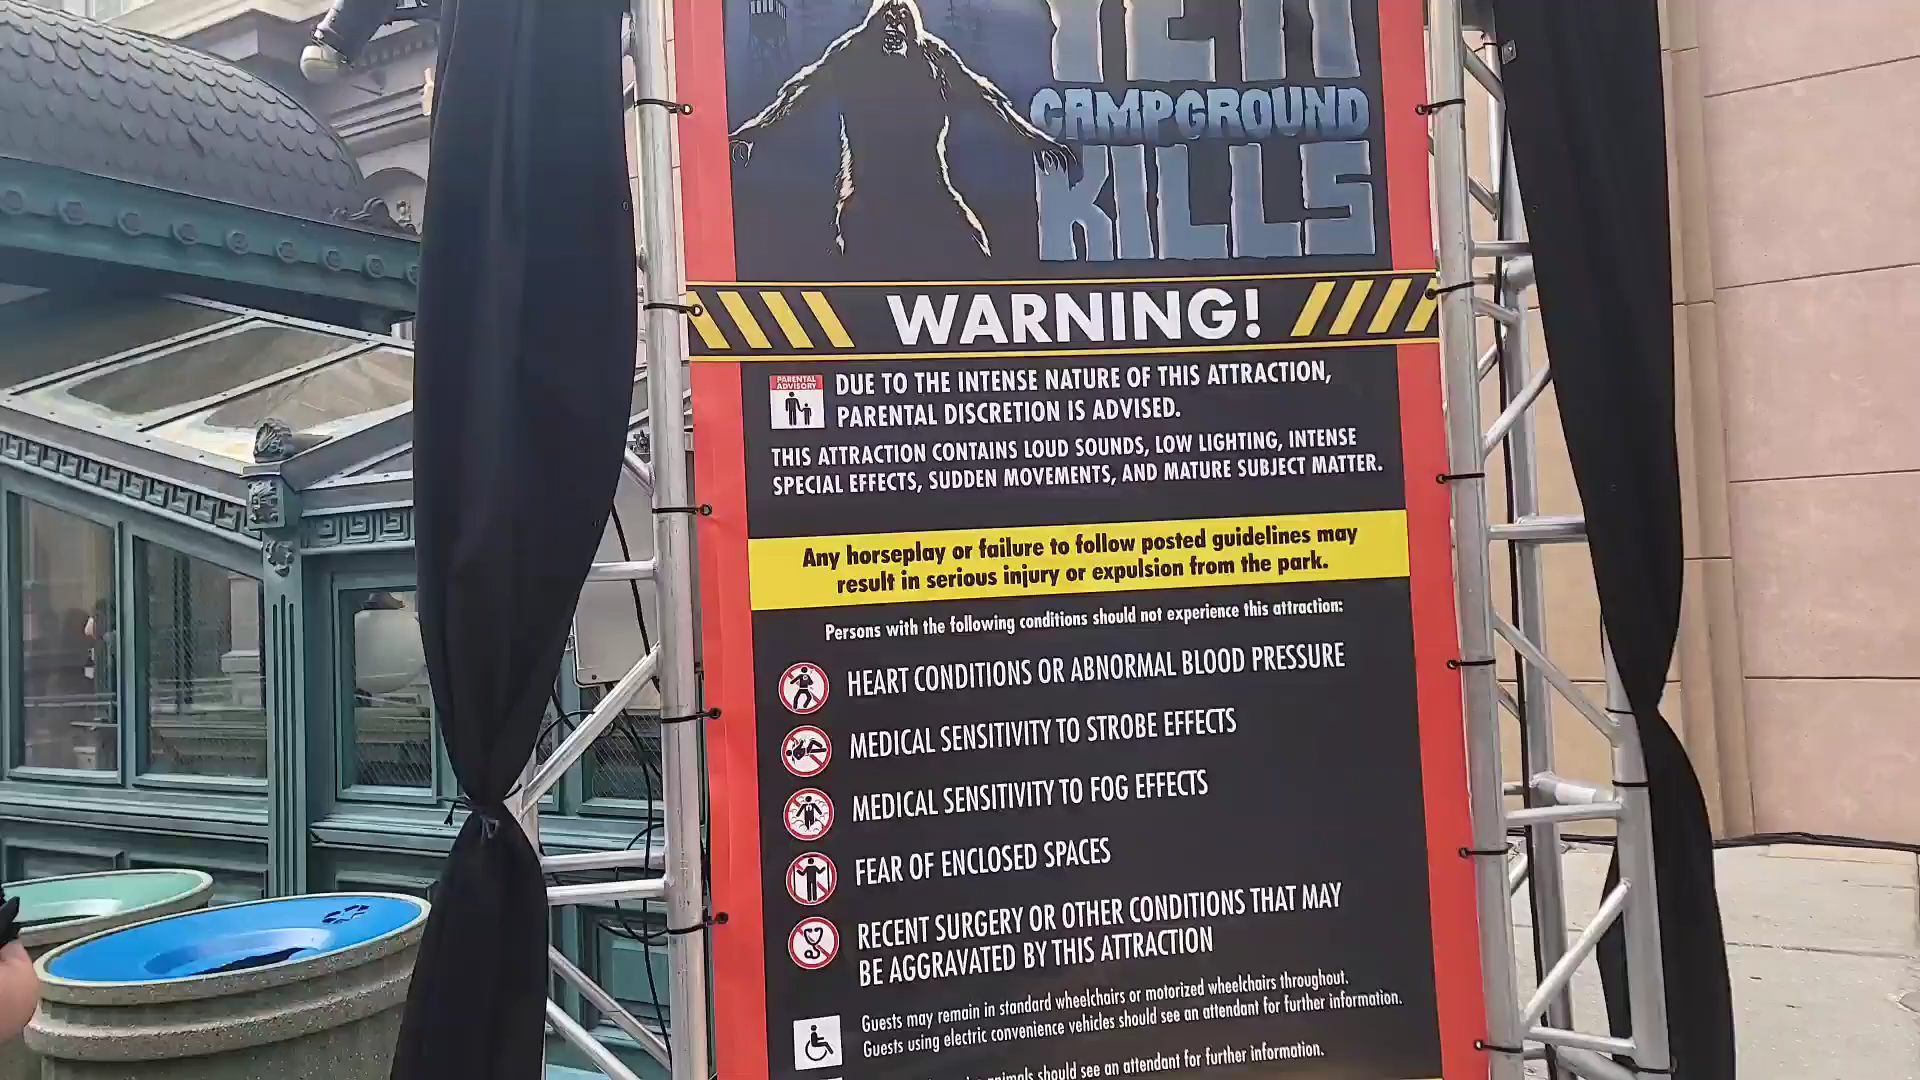 YETI
CAMPGROUND
KILLS
WARNING!
PARENTAL
ADVISORY
DUE TO THE INTENSE NATURE OF THIS ATTRACTION,
PARENTAL DISCRETION IS ADVISED.
THIS ATTRACTION CONTAINS LOUD SOUNDS, LOW LIGHTING, INTENSE
SPECIAL EFFECTS, SUDDEN MOVEMENTS, AND MATURE SUBJECT MATTER.
Any horseplay or failure to follow posted guidelines may
result in serious injury or expulsion from the park.
Persons with the following conditions should not experience this attraction:
HEART CONDITIONS OR ABNORMAL BLOOD PRESSURE
MEDICAL SENSITIVITY TO STROBE EFFECTS
MEDICAL SENSITIVITY TO FOG EFFECTS
FEAR OF ENCLOSED SPACES
RECENT SURGERY OR OTHER CONDITIONS THAT MAY
BE AGGRAVATED BY THIS ATTRACTION
Guests may remain in standard wheelchairs or motorized wheelchairs throughout.
Guests using electric convenience vehicles should see an attendant for further information.
should see an attendant for further information.